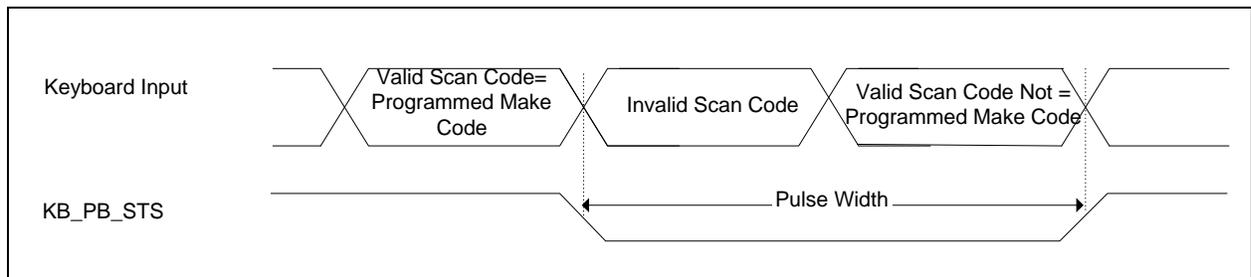 Keyboard Input
Valid Scan Code=
Programmed Make
Code
Invalid Scan Code
Valid Scan Code Not =
Programmed Make Code
KB_PB_STS
Pulse Width